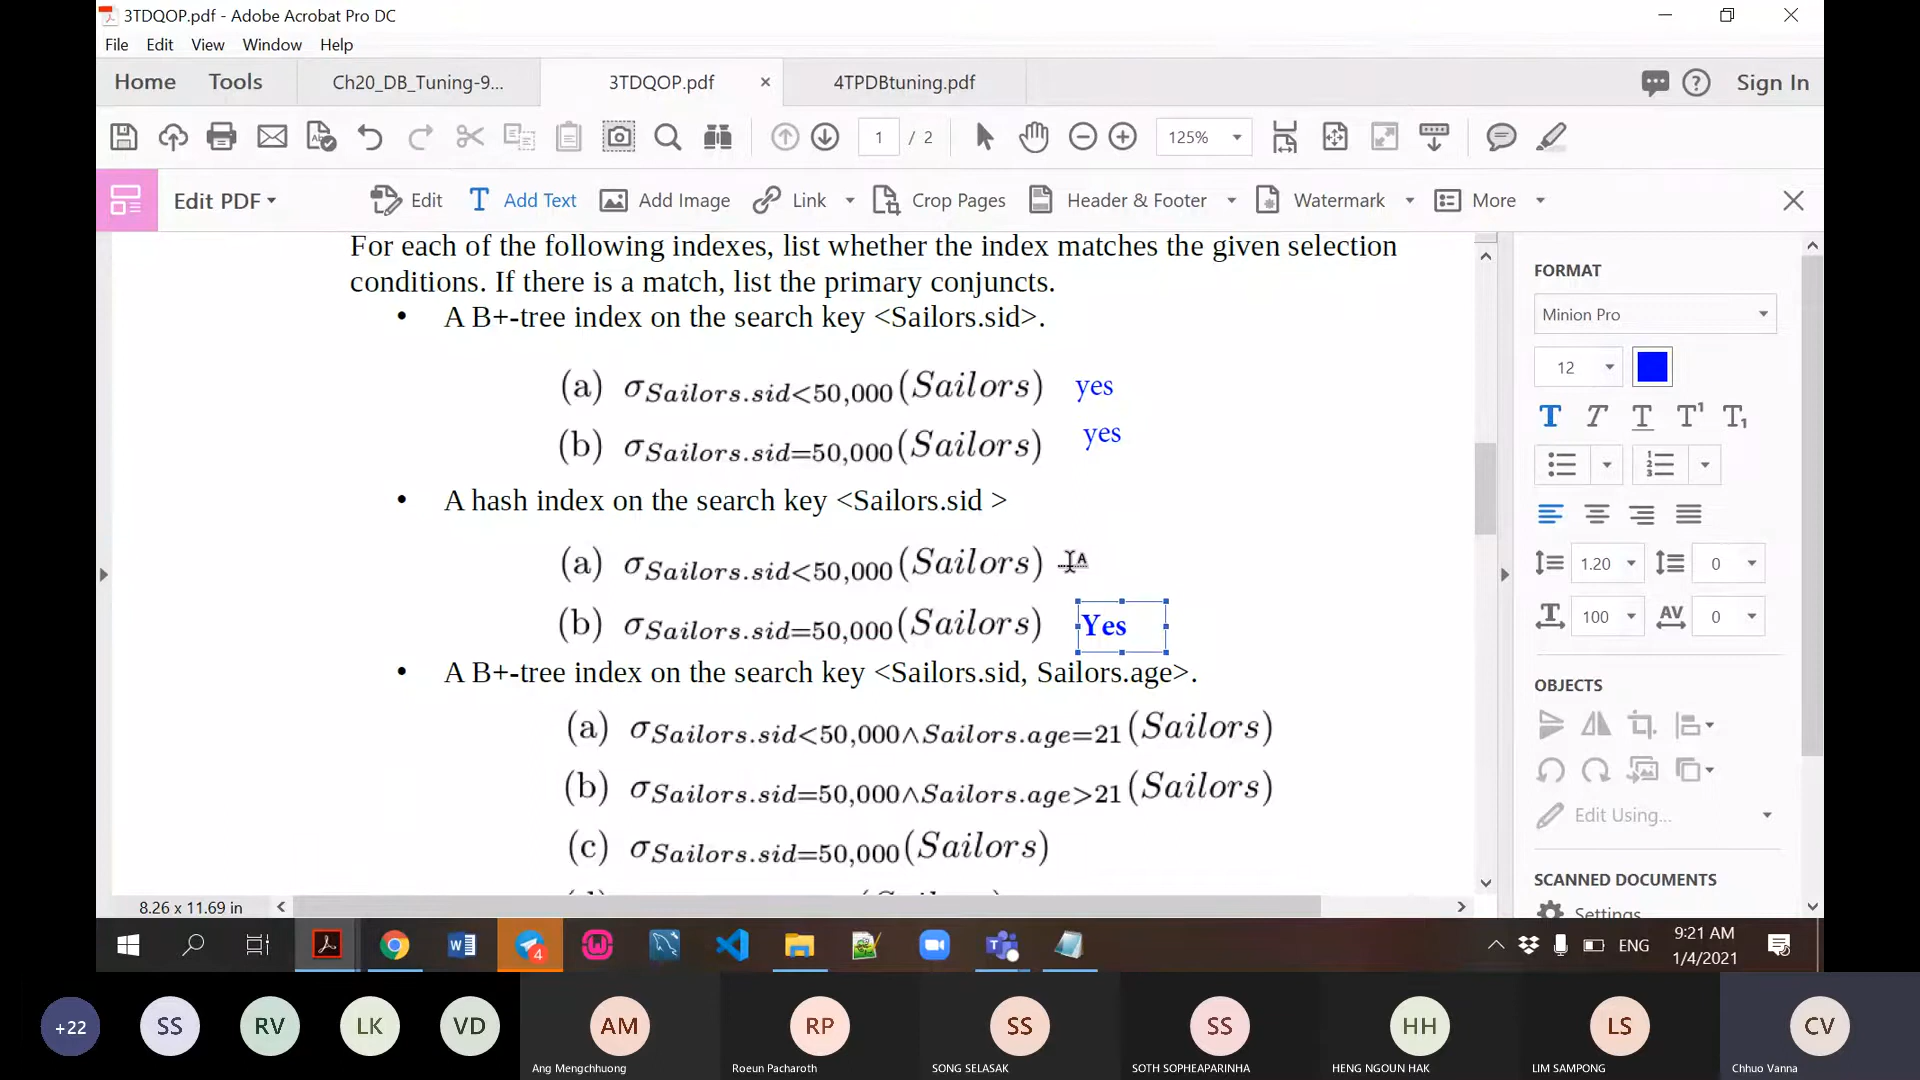 3TDQOP.pdf - Adobe Acrobat Pro DC
File Edit View Window Help
Home Tools Ch20_DB_Tuning-9... 3TDQOP.pdf × 4TPDBtuning.pdf Sign In
1 / 2 125%
Edit PDF Edit Add Text Add Image Link Crop Pages Header & Footer Watermark More
For each of the following indexes, list whether the index matches the given selection
conditions. If there is a match, list the primary conjuncts.
• A B+-tree index on the search key <Sailors.sid>.
(a) σSailors.sid<50,000(Sailors) yes
(b) σSailors.sid=50,000(Sailors) yes
• A hash index on the search key <Sailors.sid >
(a) σSailors.sid<50,000(Sailors)
(b) σSailors.sid=50,000(Sailors) Yes
• A B+-tree index on the search key <Sailors.sid, Sailors.age>.
(a) σSailors.sid<50,000∧Sailors.age=21(Sailors)
(b) σSailors.sid=50,000∧Sailors.age>21(Sailors)
(c) σSailors.sid=50,000(Sailors)
8.26 x 11.69 in
FORMAT
Minion Pro
12
1.20 0
100 AV 0
OBJECTS
Edit Using...
SCANNED DOCUMENTS
Settings
4
ENG
9:21 AM
1/4/2021
+22 SS RV LK VD AM RP SS SS HH LS CV
Ang Mengchhuong Roeun Pacharoth SONG SELASAK SOTH SOPHEAPARINHA HENG NGOUN HAK LIM SAMPONG Chhuo Vanna